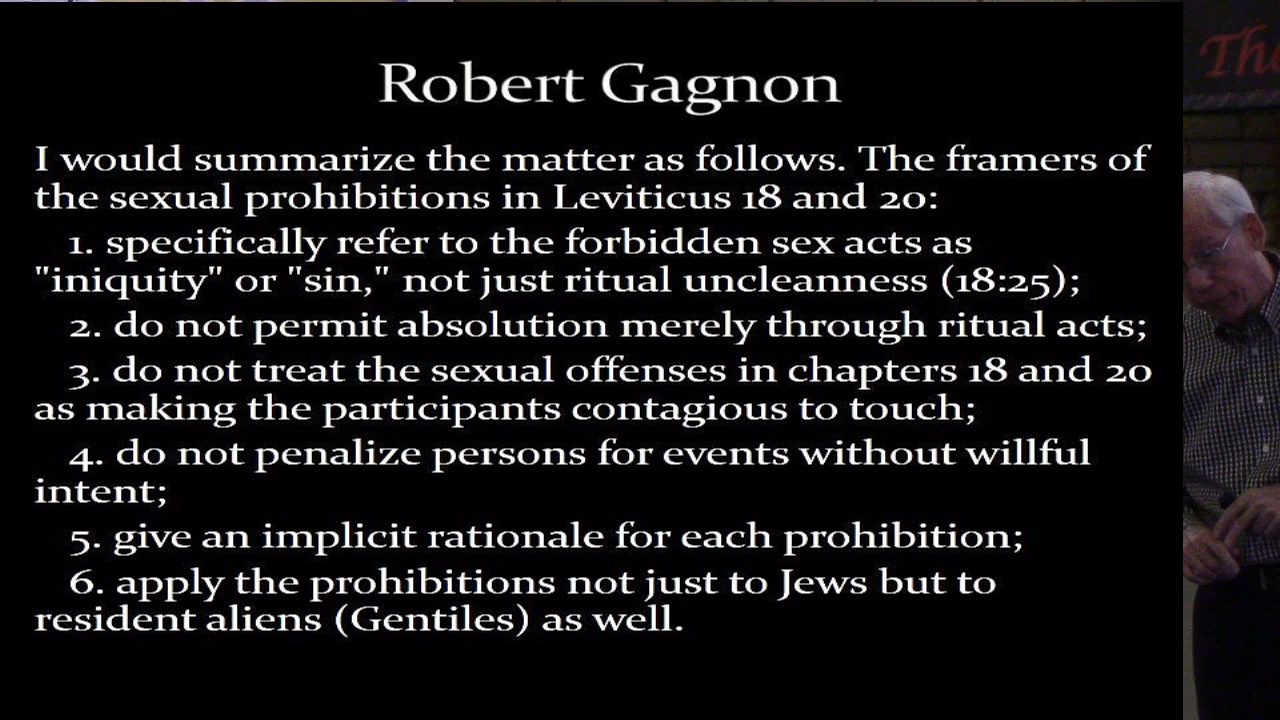 Robert Gagnon
I would summarize the matter as follows. The framers of
the sexual prohibitions in Leviticus 18 and 20:
1. specifically refer to the forbidden sex acts as
"iniquity" or "sin," not just ritual uncleanness (18:25);
2. do not permit absolution merely through ritual acts;
3. do not treat the sexual offenses in chapters 18 and 20
as making the participants contagious to touch;
4. do not penalize persons for events without willful
intent;
5. give an implicit rationale for each prohibition;
6. apply the prohibitions not just to Jews but to
resident aliens (Gentiles) as well.